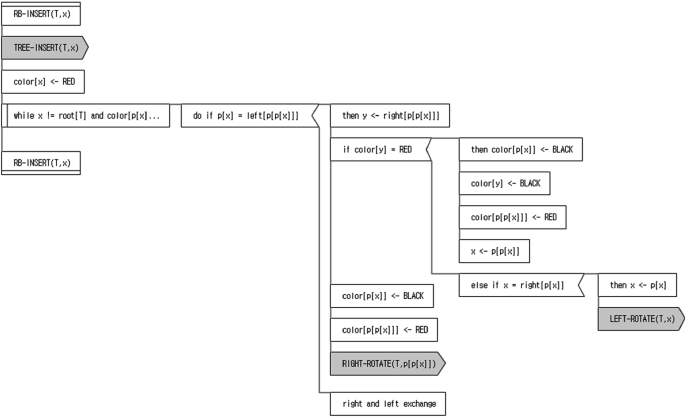 RB-INSERT(T,x)
TREE-INSERT(T,x)
color[x] <- RED
while x != root[T] and color[p[x]...
do if p[x] = left[p[p[x]]]
then y <- right[p[p[x]]]
if color[y] = RED
then color[p[x]] <- BLACK
color[y] <- BLACK
color[p[p[x]]] <- RED
x <- p[p[x]]
else if x = right[p[x]]
then x <- p[x]
LEFT-ROTATE(T,x)
color[p[x]] <- BLACK
color[p[p[x]]] <- RED
RIGHT-ROTATE(T,p[p[x]])
right and left exchange
RB-INSERT(T,x)